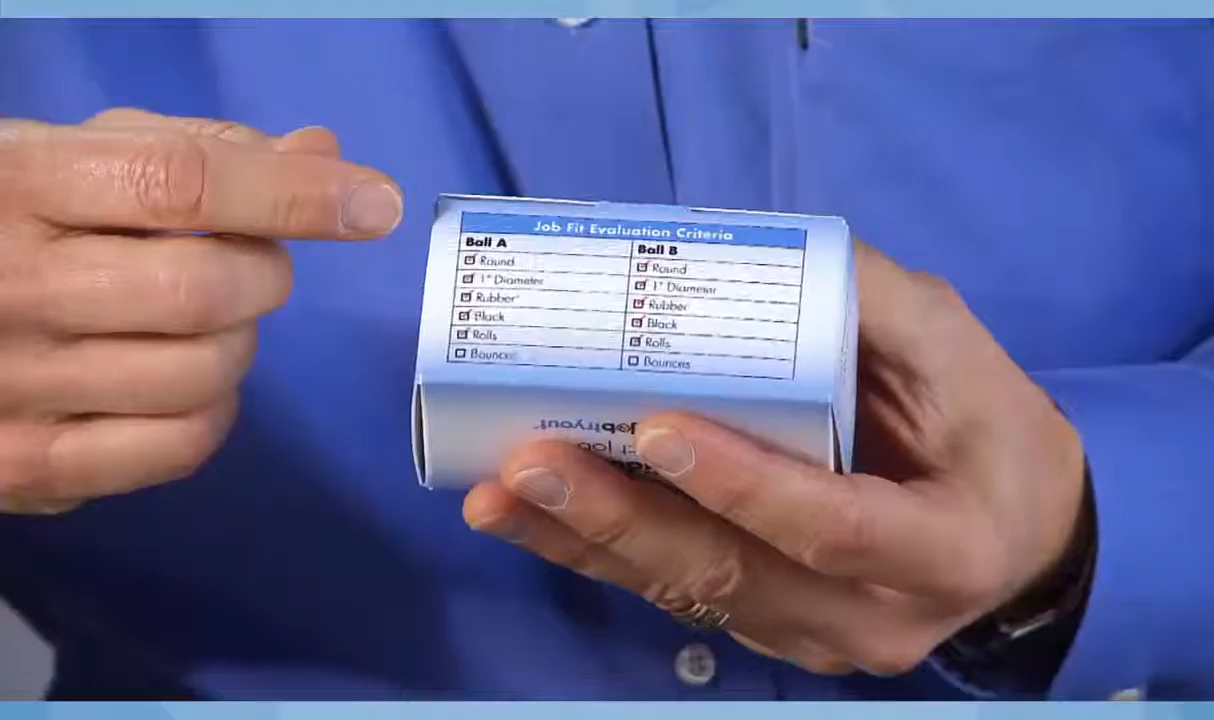 Job Fit Evaluation Criteria
Ball A Ball B
☑ Round ☑ Round
☑ 1" Diameter ☑ 1" Diameter
☑ Rubber ☑ Rubber
☑ Black ☑ Black
☑ Rolls ☑ Rolls
☐ Bounces ☐ Bounces
Jobtryout